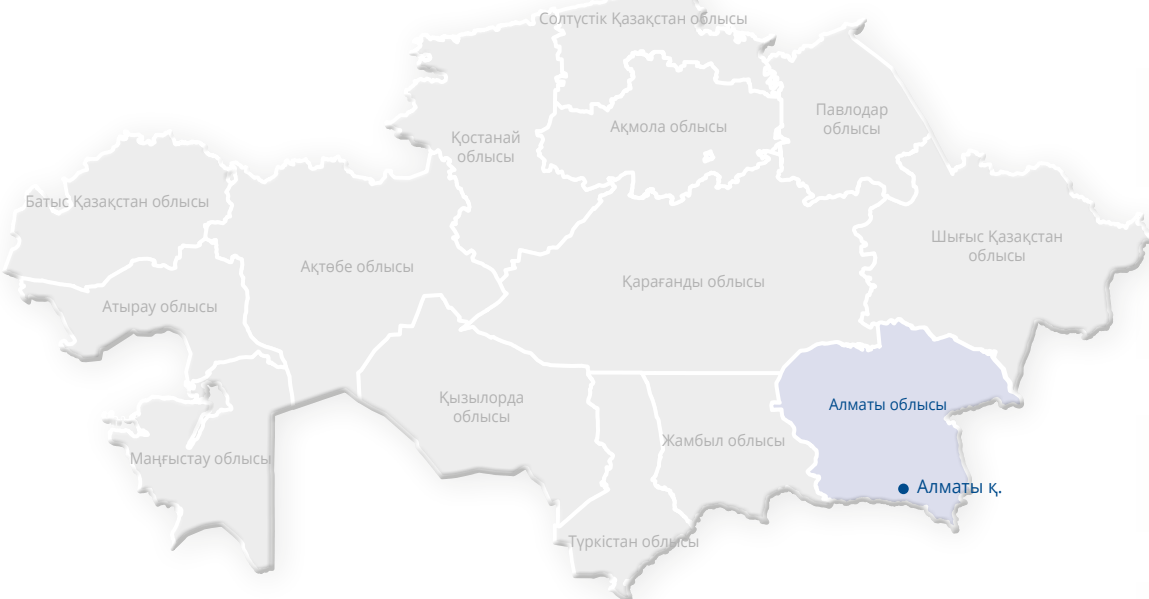 Солтүстік Қазақстан облысы
Павлодар
облысы
Ақмола облысы
Қостанай
облысы
Батыс Қазақстан облысы
Шығыс Қазақстан
облысы
Ақтөбе облысы
Қарағанды облысы
Атырау облысы
Қызылорда
облысы
Алматы облысы
Жамбыл облысы
Маңғыстау облысы
Алматы қ.
Түркістан облысы